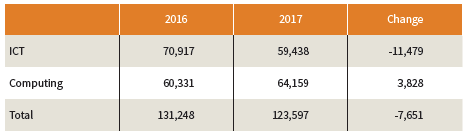 2016 2017 Change
ICT 70,917 59,438 -11,479
Computing 60,331 64,159 3,828
Total 131,248 123,597 -7,651